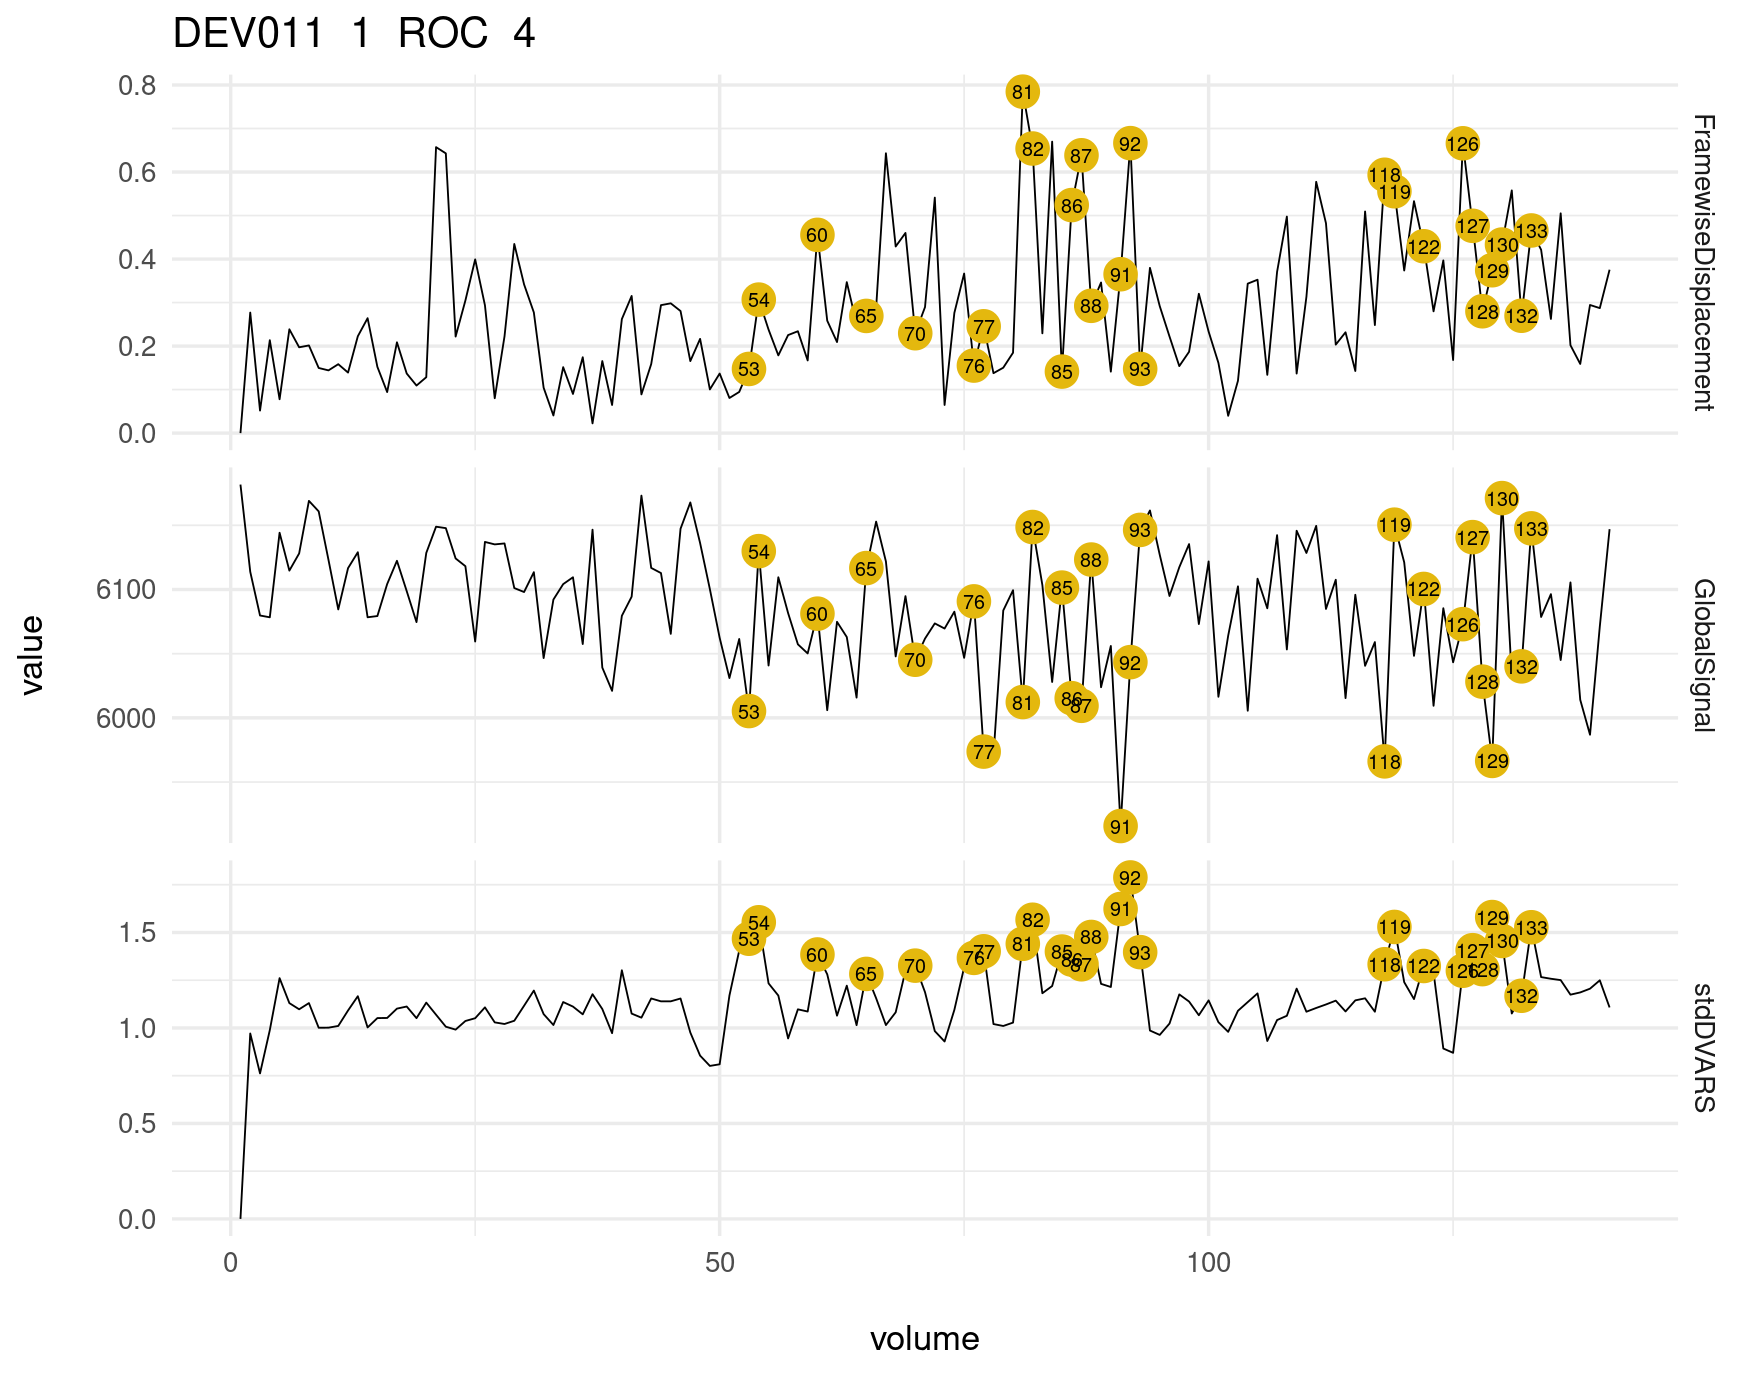 DEV011 1 ROC 4
0.8
0.6
0.4
0.2
0.0
53 54 60 65 70 76 77 81 82 85 86 87 88 91 92 93 118 119 122 126 127 128 129 130 132 133
FramewiseDisplacement
6100
6000
53 54 60 65 70 76 77 81 82 85 86 87 88 91 92 93 118 119 122 126 127 128 129 130 132 133
GlobalSignal
1.5
1.0
0.5
0.0
53 54 60 65 70 76 77 81 82 85 86 87 88 91 92 93 118 119 122 126 127 128 129 130 132 133
stdDVARS
value
0 50 100
volume